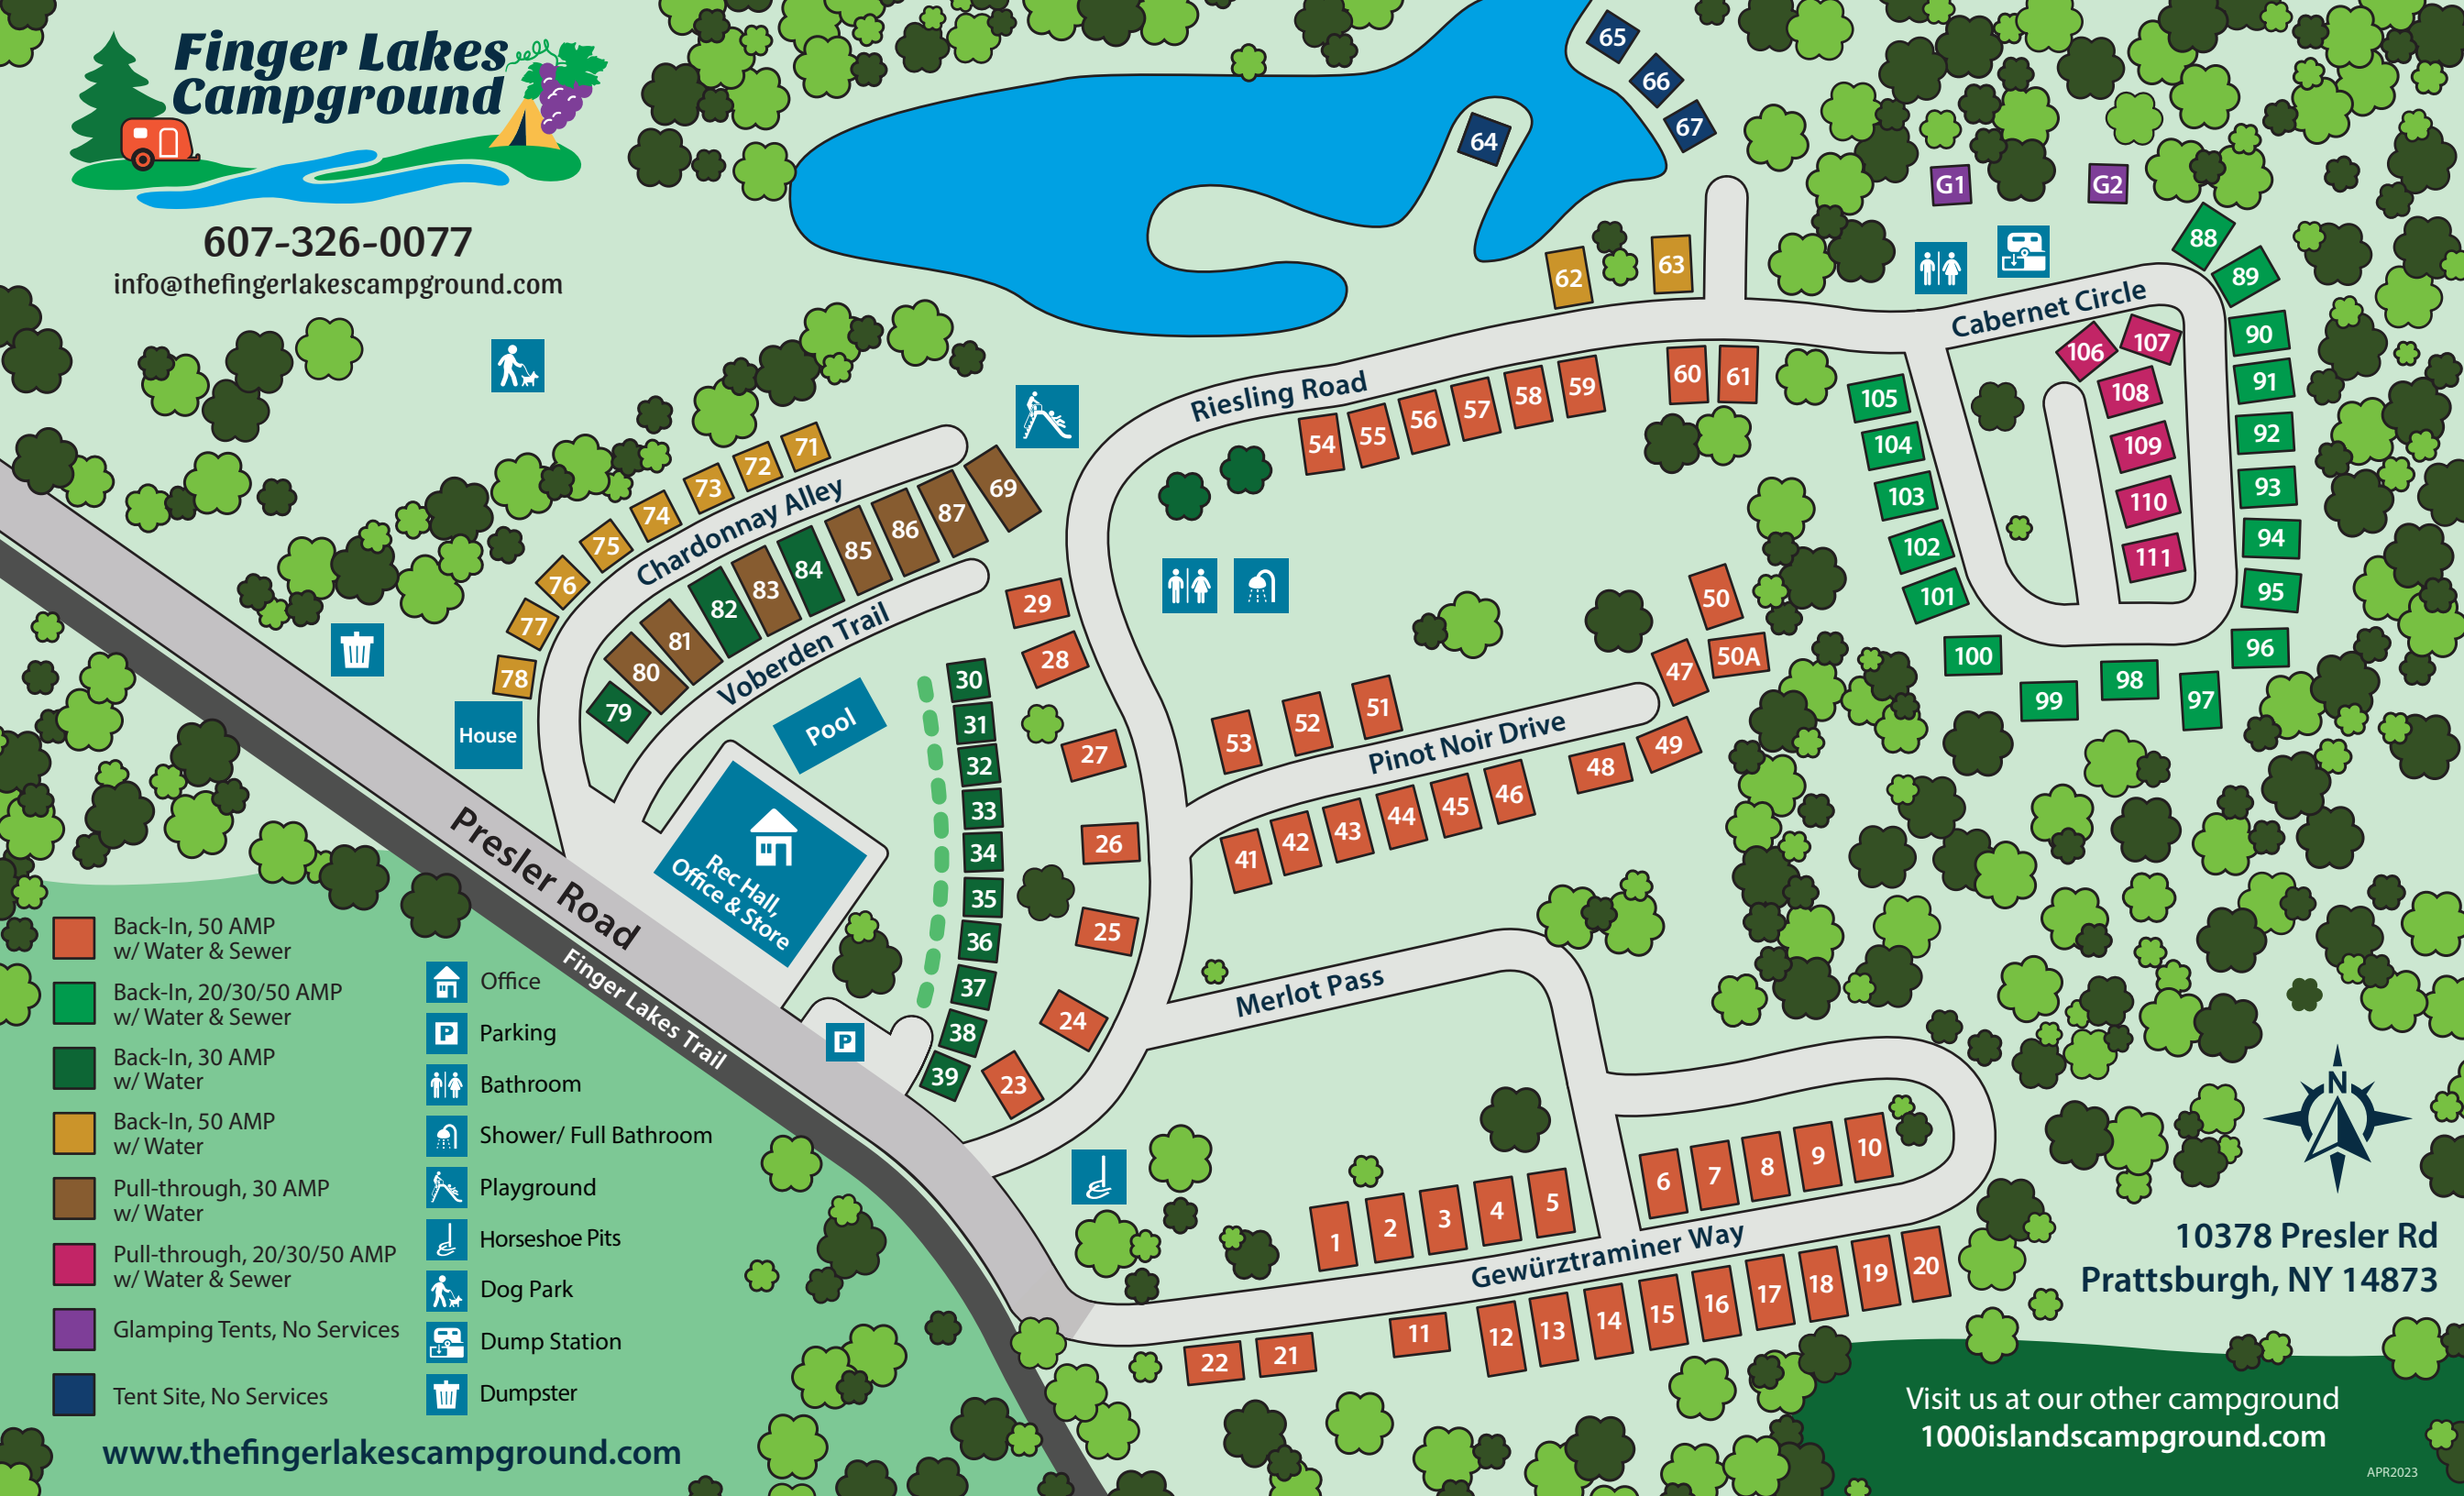 Finger Lakes
Campground
607-326-0077
info@thefingerlakescampground.com
65
66
67
64
G1
G2
62
63
88
89
90
91
92
93
94
95
96
97
98
99
100
101
102
103
104
105
Cabernet Circle
106
107
108
109
110
111
Riesling Road
54
55
56
57
58
59
60
61
71
72
73
74
75
76
77
78
Chardonnay Alley
69
87
86
85
84
83
82
81
80
79
Voberden Trail
House
Pool
Rec Hall,
Office & Store
29
28
27
26
25
24
23
30
31
32
33
34
35
36
37
38
39
50
50A
47
49
48
51
52
53
Pinot Noir Drive
41
42
43
44
45
46
Merlot Pass
Presler Road
Finger Lakes Trail
P
1
2
3
4
5
6
7
8
9
10
Gewürztraminer Way
11
12
13
14
15
16
17
18
19
20
21
22
Back-In, 50 AMP
w/ Water & Sewer
Back-In, 20/30/50 AMP
w/ Water & Sewer
Back-In, 30 AMP
w/ Water
Back-In, 50 AMP
w/ Water
Pull-through, 30 AMP
w/ Water
Pull-through, 20/30/50 AMP
w/ Water & Sewer
Glamping Tents, No Services
Tent Site, No Services
Office
P
Parking
Bathroom
Shower/ Full Bathroom
Playground
Horseshoe Pits
Dog Park
Dump Station
Dumpster
www.thefingerlakescampground.com
N
10378 Presler Rd
Prattsburgh, NY 14873
Visit us at our other campground
1000islandscampground.com
APR2023